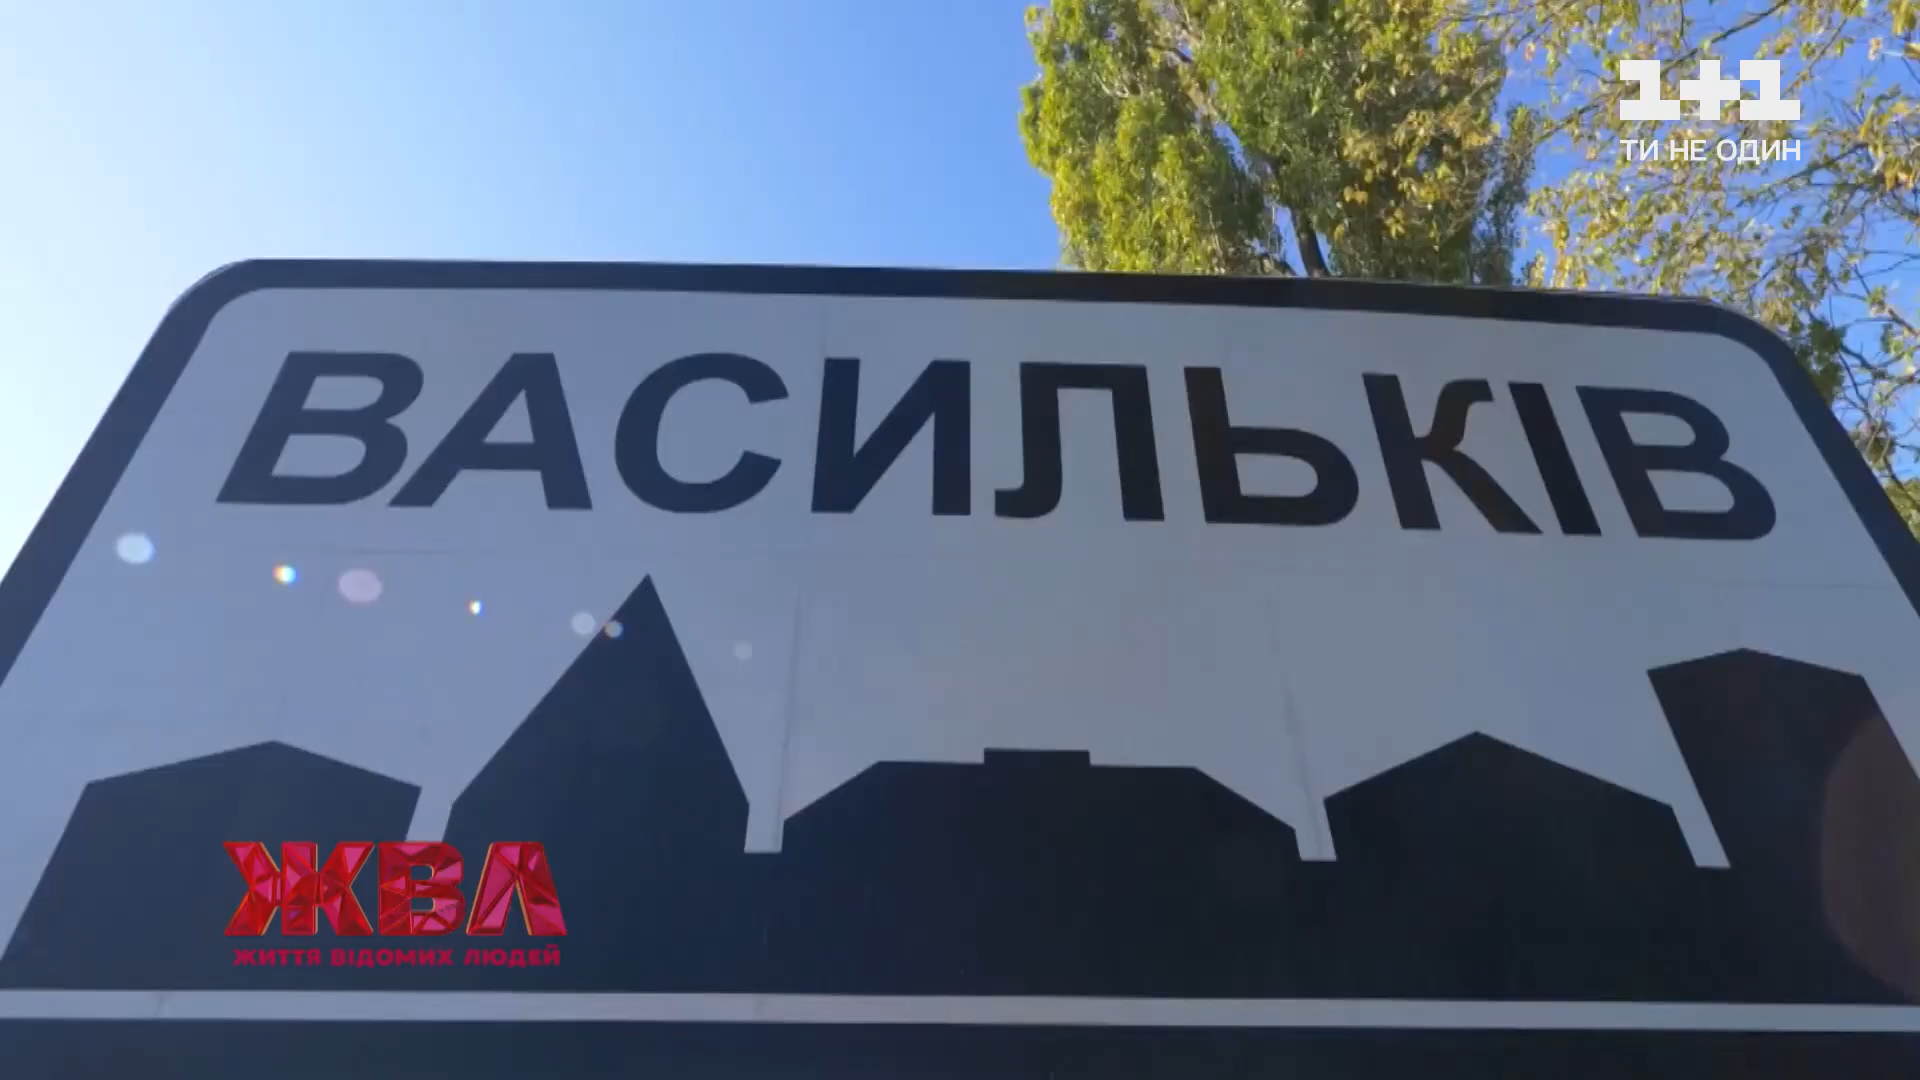 1+1
ТИ НЕ ОДИН
ВАСИЛЬКІВ
ЖВЛ
ЖИТТЯ ВІДОМИХ ЛЮДЕЙ